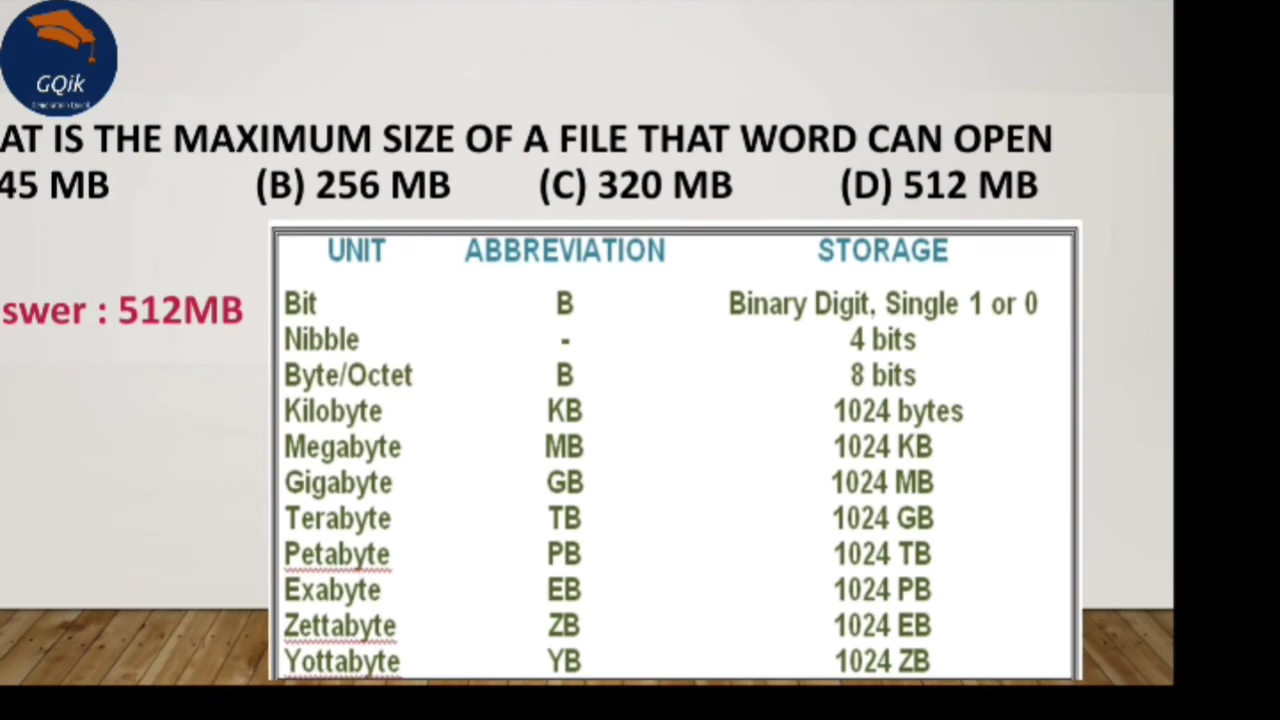 GQik
Generation Quick
AT IS THE MAXIMUM SIZE OF A FILE THAT WORD CAN OPEN
45 MB (B) 256 MB (C) 320 MB (D) 512 MB
swer : 512MB
UNIT ABBREVIATION STORAGE
Bit B Binary Digit, Single 1 or 0
Nibble - 4 bits
Byte/Octet B 8 bits
Kilobyte KB 1024 bytes
Megabyte MB 1024 KB
Gigabyte GB 1024 MB
Terabyte TB 1024 GB
Petabyte PB 1024 TB
Exabyte EB 1024 PB
Zettabyte ZB 1024 EB
Yottabyte YB 1024 ZB